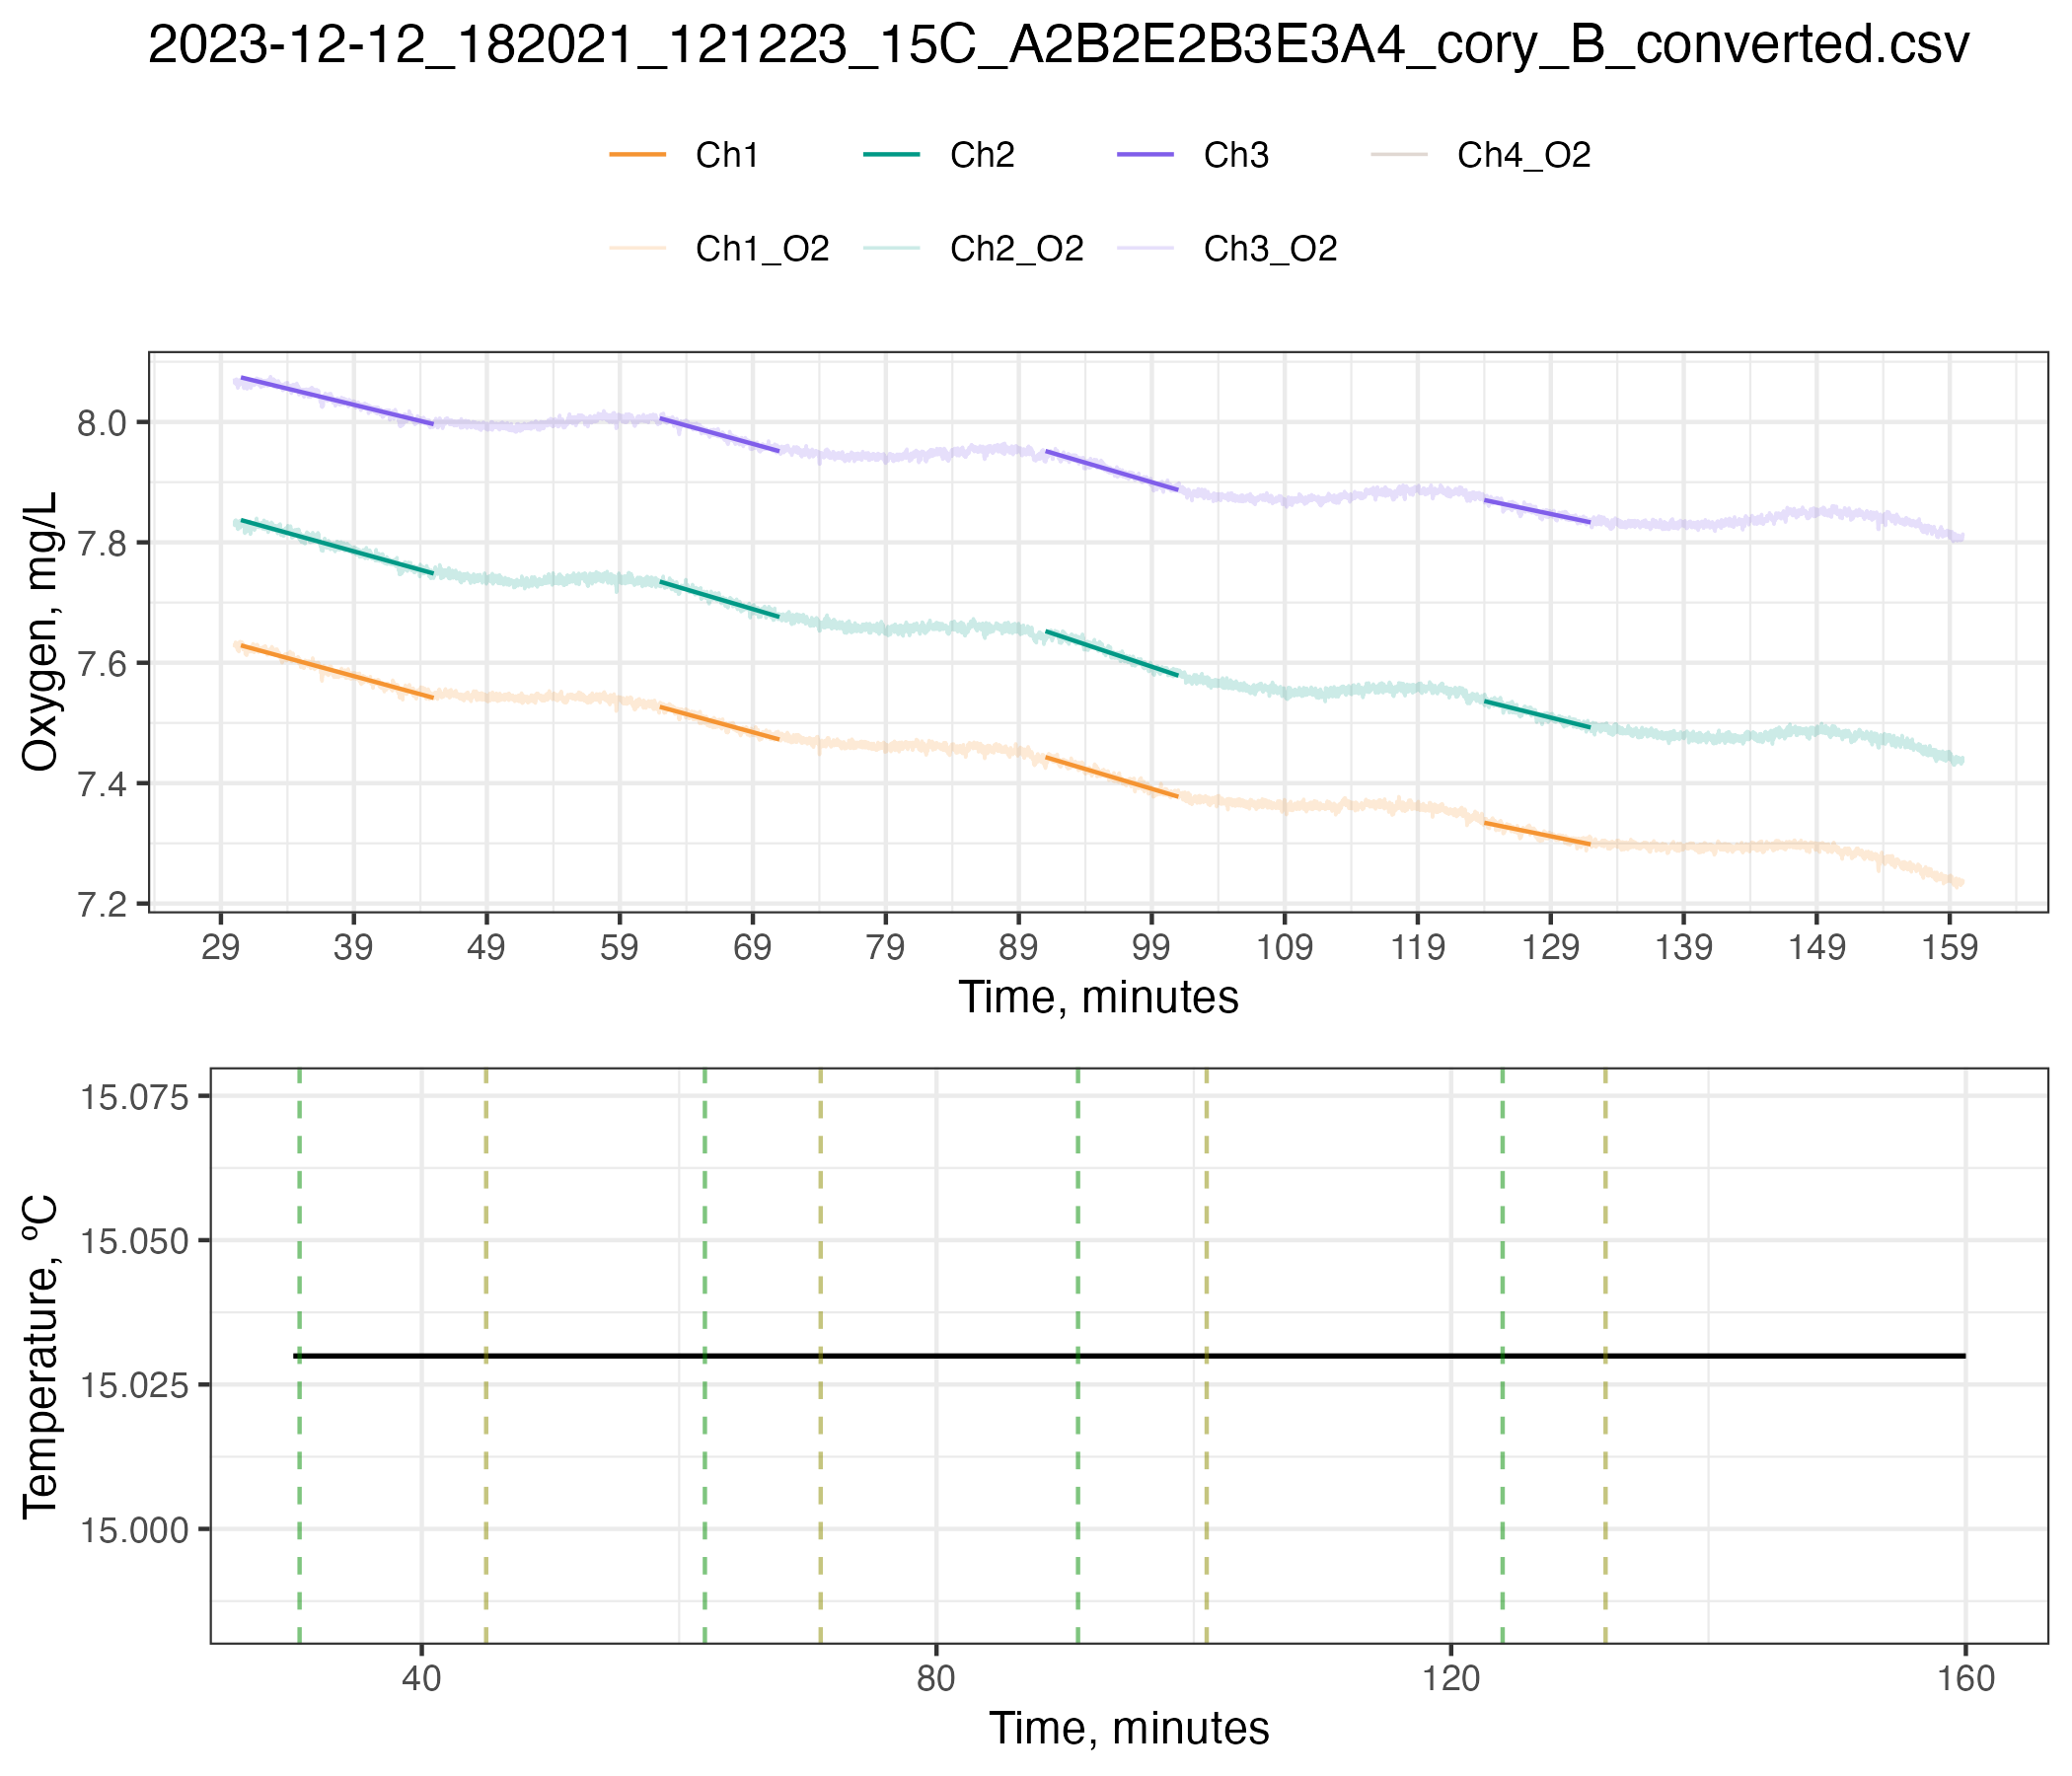 2023-12-12_182021_121223_15C_A2B2E2B3E3A4_cory_B_converted.csv
Ch1 Ch2 Ch3 Ch4_O2
Ch1_O2 Ch2_O2 Ch3_O2
Oxygen, mg/L
8.0
7.8
7.6
7.4
7.2
29 39 49 59 69 79 89 99 109 119 129 139 149 159
Time, minutes
Temperature, ºC
15.075
15.050
15.025
15.000
40 80 120 160
Time, minutes